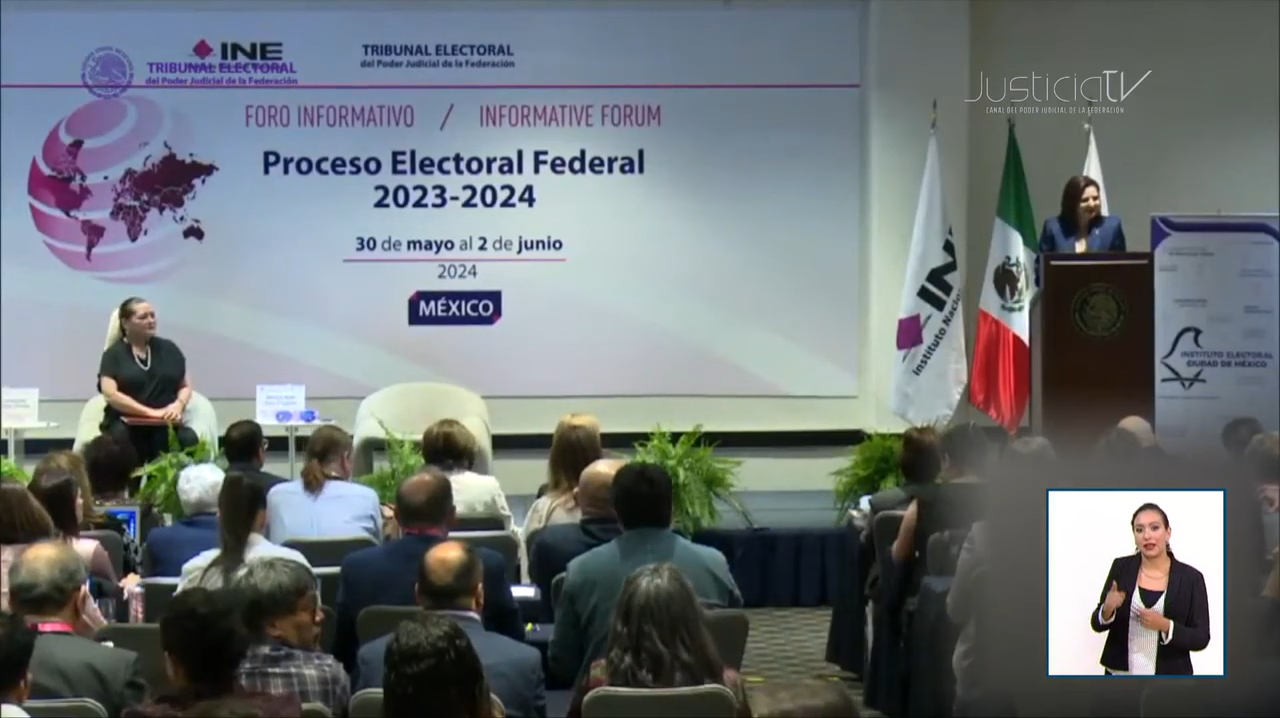 INE
TRIBUNAL ELECTORAL
del Poder Judicial de la Federación
TRIBUNAL ELECTORAL
del Poder Judicial de la Federación
JusticiaTV
CANAL DEL PODER JUDICIAL DE LA FEDERACIÓN
FORO INFORMATIVO / INFORMATIVE FORUM
Proceso Electoral Federal
2023-2024
30 de mayo al 2 de junio
2024
MÉXICO
IN
Instituto Nacio
INSTITUTO ELECTORAL
CIUDAD DE MÉXICO